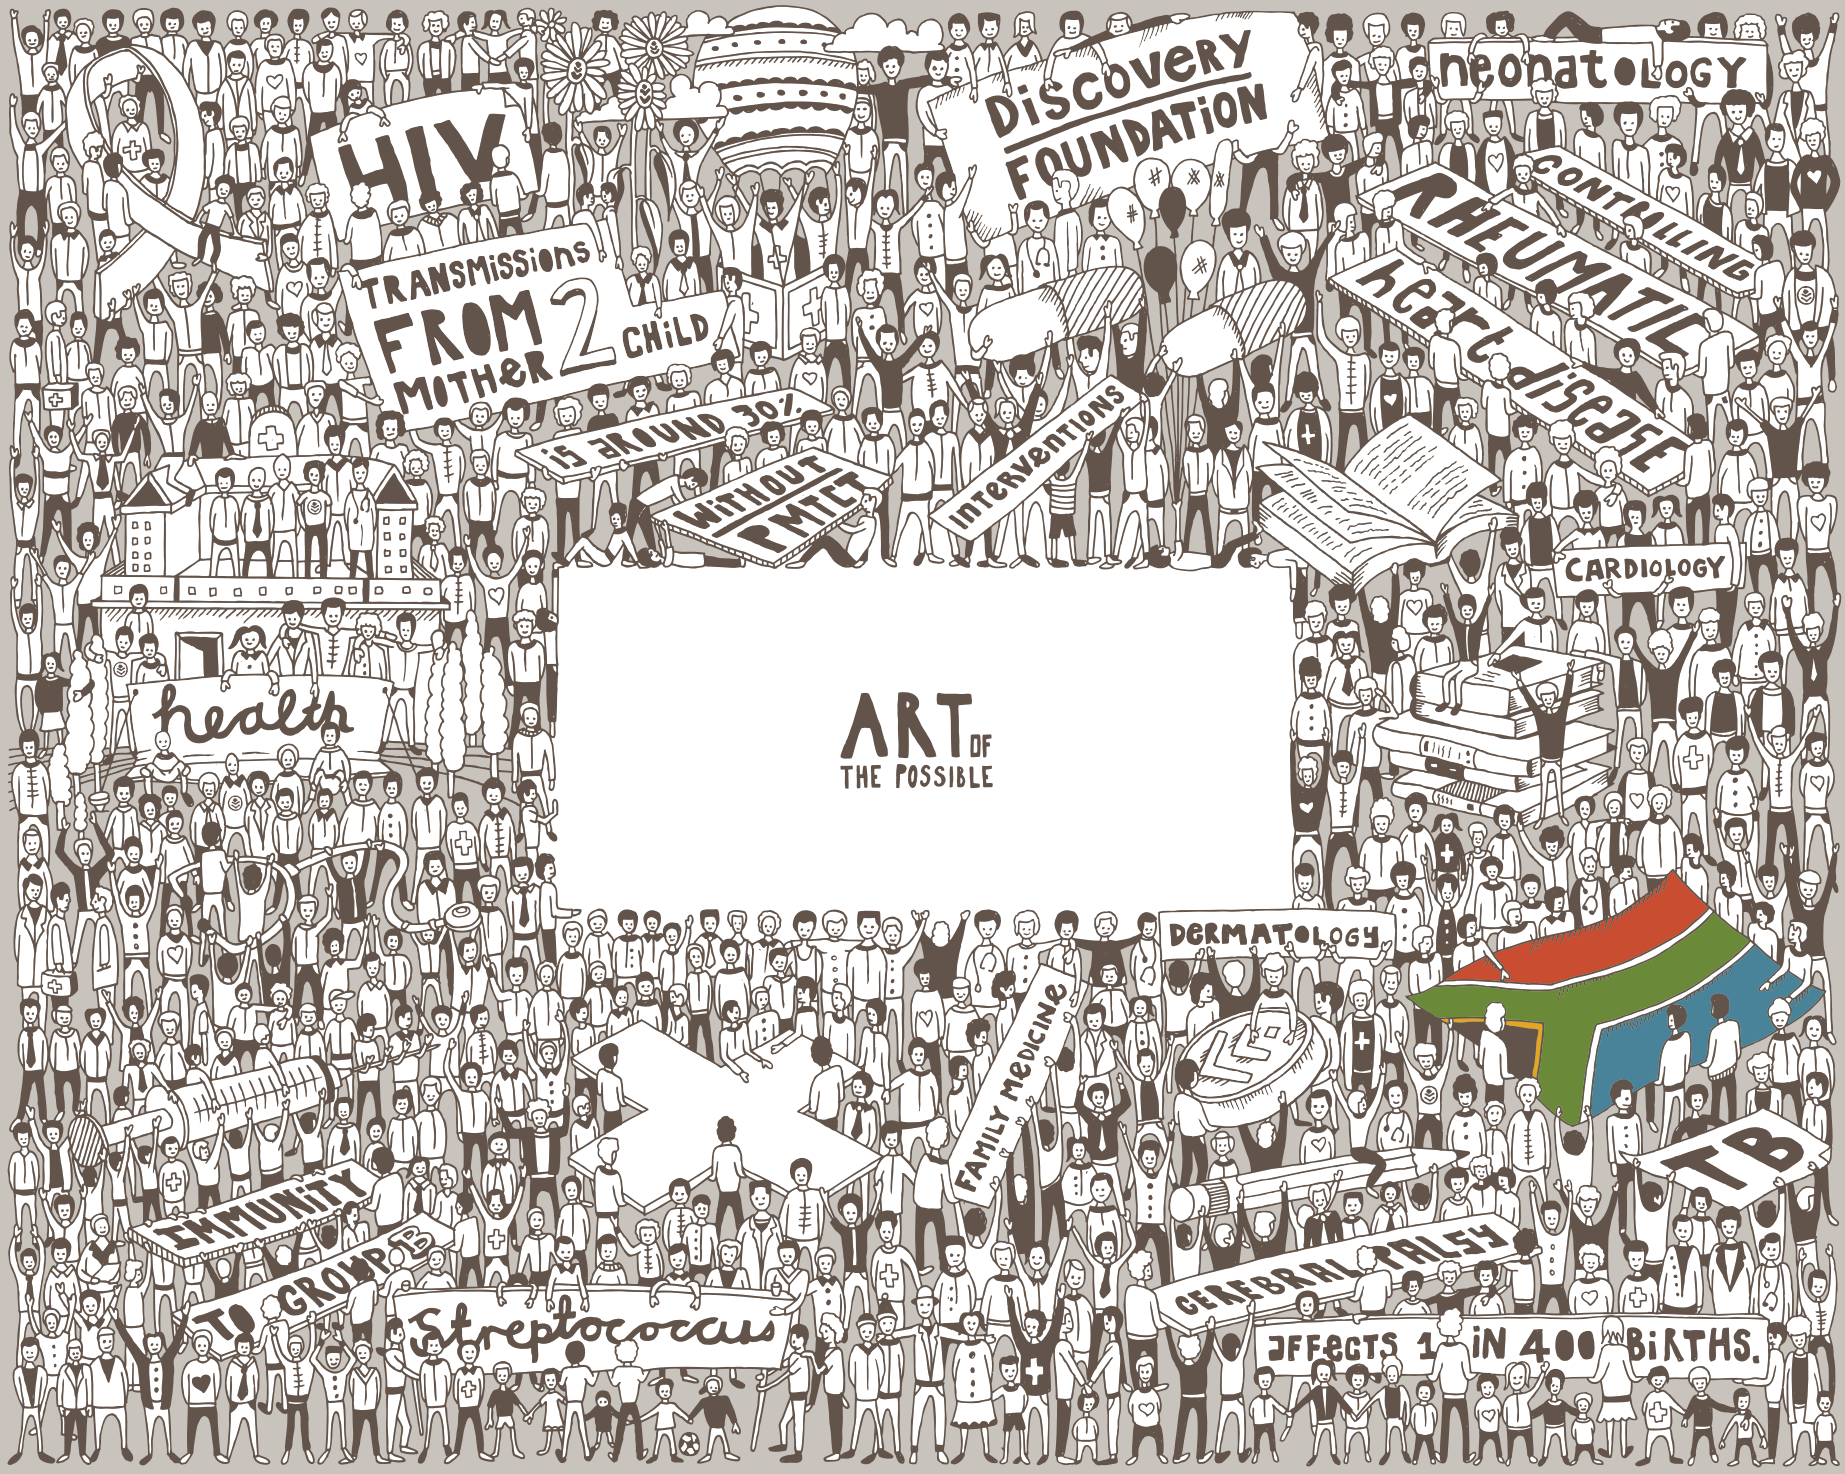 HIV
TRANSMISSIONS
FROM
MOTHER 2 CHILD
is aROUND 30%
WITHOUT
PMTCT
INTERVENTIONS
DiSCOVERY
FOUNDATION
neonatOLOGY
CONTROLLING
RHEUMATIC
heart disease
CARDIOLOGY
health
ART OF
THE POSSIBLE
DERMATOLOGY
FAMILY MEDICINE
TB
IMMUNITY
TO GROUP B
Streptococcus
CEREBRAL PALSY
aFFECTS 1 IN 400 BIRTHS.